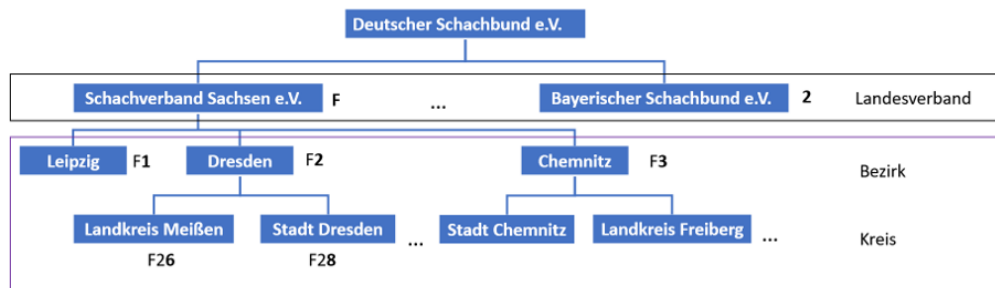 Deutscher Schachbund e.V.
Schachverband Sachsen e.V. F ... Bayerischer Schachbund e.V. 2 Landesverband
Leipzig F1 Dresden F2 Chemnitz F3 Bezirk
Landkreis Meißen Stadt Dresden ... Stadt Chemnitz Landkreis Freiberg ... Kreis
F26 F28